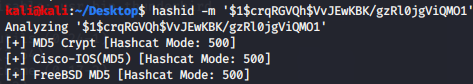 kali@kali:~/Desktop$ hashid -m '$1$crqRGVQh$VvJEwKBK/gzRl0jgViQMO1'
Analyzing '$1$crqRGVQh$VvJEwKBK/gzRl0jgViQMO1'
[+] MD5 Crypt [Hashcat Mode: 500]
[+] Cisco-IOS(MD5) [Hashcat Mode: 500]
[+] FreeBSD MD5 [Hashcat Mode: 500]